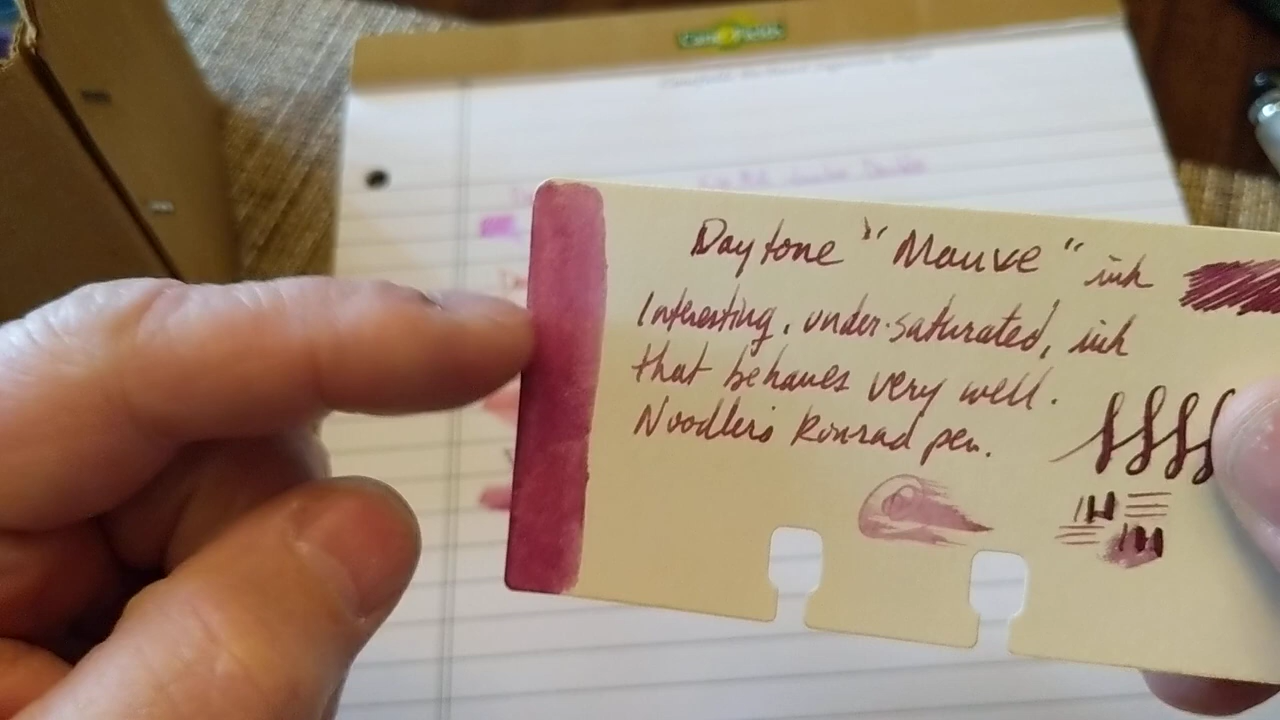 Daytone "Mauve" ink
Interesting, under-saturated, ink
that behaves very well.
Noodler's Konrad pen.